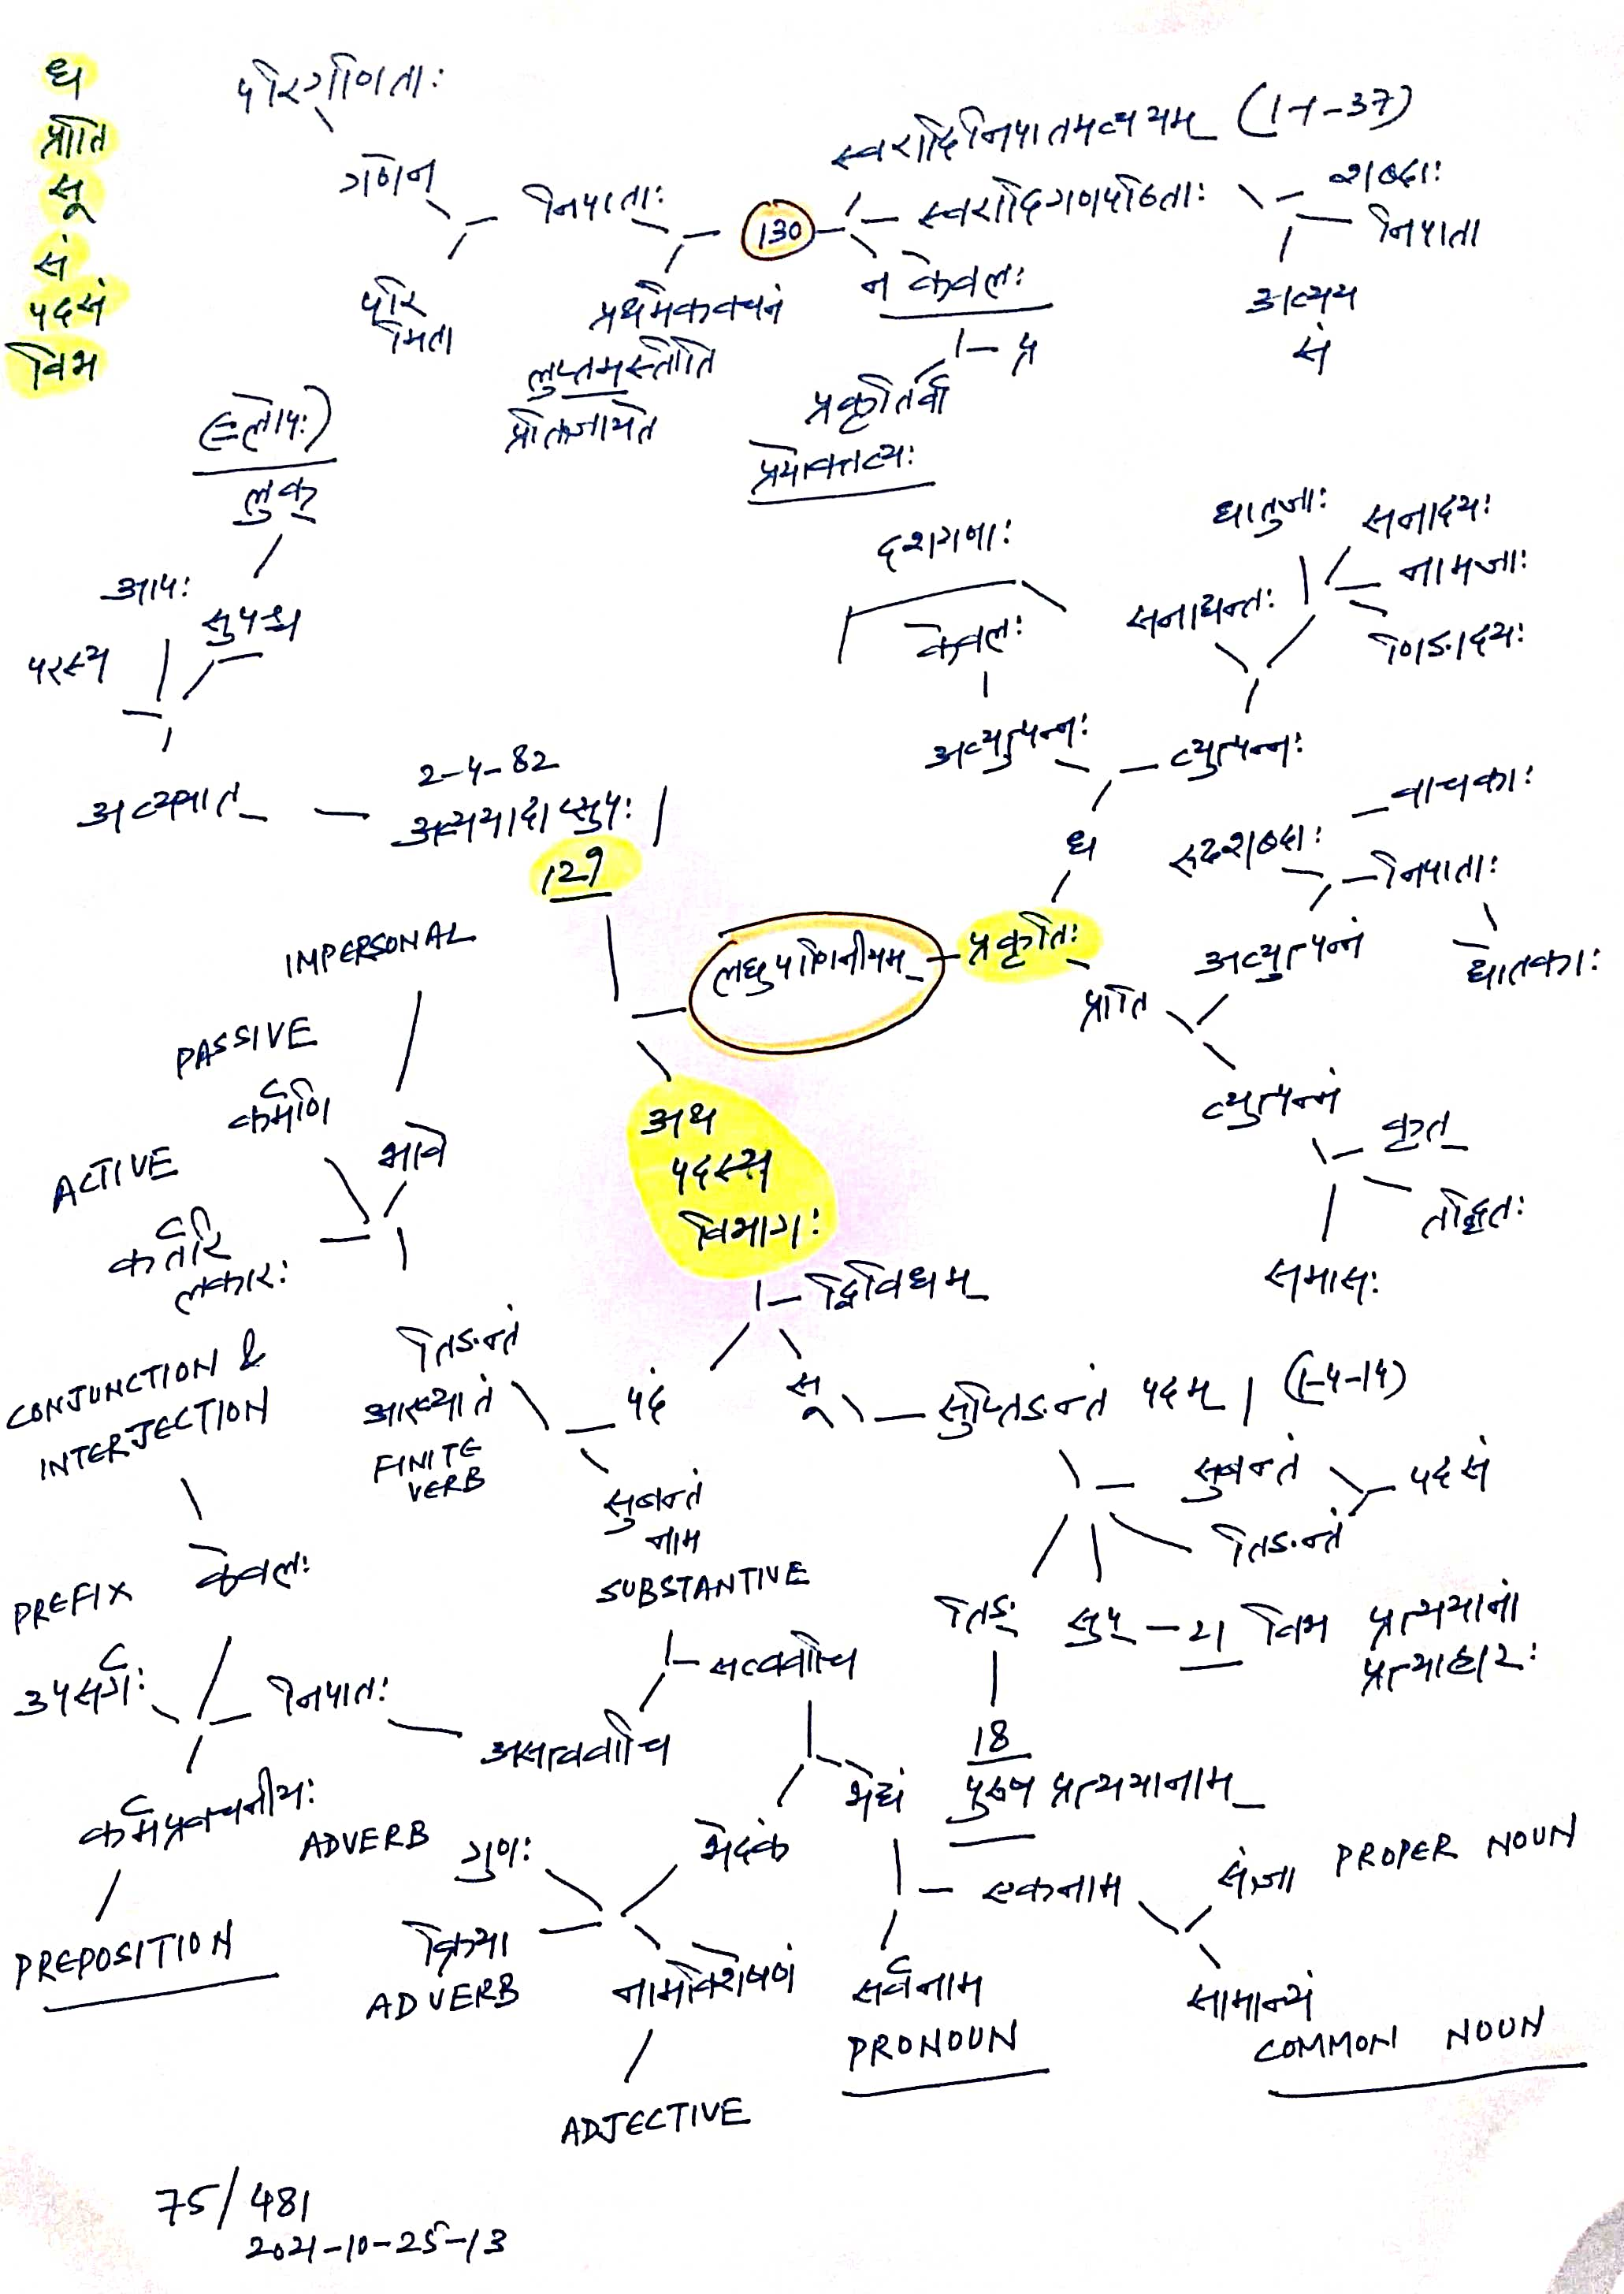 ध
प्राति
सू
सं
पदसं
विभ
परिगणिताः
गणेन
परि
मिता
निपाताः
130
स्वरादिनिपातमव्ययम् (1-1-37)
स्वरादिगणपठिताः
शब्दाः
निपाता
अव्यय
सं
न केवलः
प्रथमैकवचनं
लुप्तमस्तीति
प्रतिज्ञायेत
1- प्र
प्रकृतिर्वा
लुक्
आपः
सुपश्च
परस्य
अव्ययात्
2-4-82
अव्ययादाप्सुपः |
129
दशगणाः
केवलः
अव्युत्पन्नः
व्युत्पन्नः
सनाद्यन्तः
धातुजाः
सनादयः
नामजाः
णिङादयः
ध
लघुपाणिनीयम्
प्रकृतिः
प्राति
अव्युत्पन्नं
रूढशब्दाः
वाचकाः
निपाताः
द्योतकाः
व्युत्पन्नं
कृत्
तद्धितः
समासः
IMPERSONAL
PASSIVE
कर्मणि
भावे
ACTIVE
कर्तरि
लकारः
अथ
पदस्य
विभागः
द्विविधम्
तिङन्तं
आख्यातं
FINITE
VERB
पदं
सू
सुप्तिङन्तं पदम् | (1-4-14)
सुबन्तं
पदसं
तिङन्तं
सुबन्तं
नाम
SUBSTANTIVE
CONJUNCTION &
INTERJECTION
केवलः
PREFIX
उपसर्गः
निपातः
कर्मप्रवचनीयः
PREPOSITION
सत्ववाचि
असत्ववाचि
तिङ्
सुप् - 21 विभ प्रत्ययानां
प्रत्याहारः
18
पुरुष प्रत्ययानाम्
भेद्यं
भेदकं
ADVERB
गुणः
क्रिया
ADVERB
नामविशेषणं
ADJECTIVE
सर्वनाम
PRONOUN
एकनाम
संज्ञा PROPER NOUN
सामान्यं
COMMON NOUN
75/481
2021-10-25-13